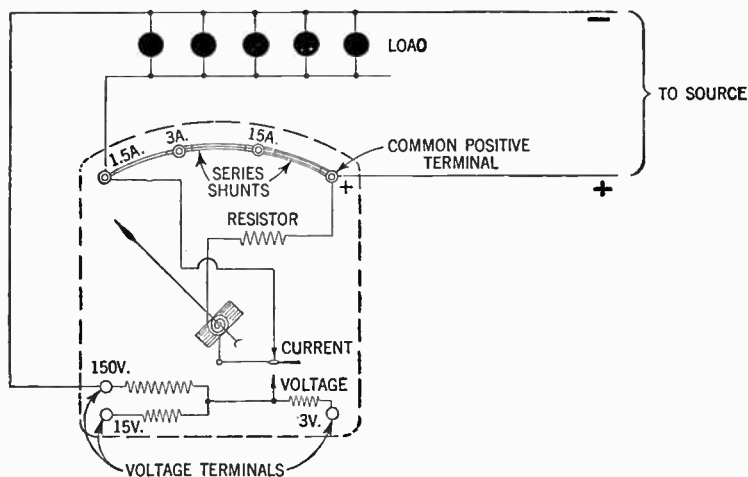 −
LOAD
TO SOURCE
1.5A.
3A.
15A.
COMMON POSITIVE
TERMINAL
SERIES
SHUNTS
+
+
RESISTOR
CURRENT
150V.
VOLTAGE
15V.
3V.
VOLTAGE TERMINALS